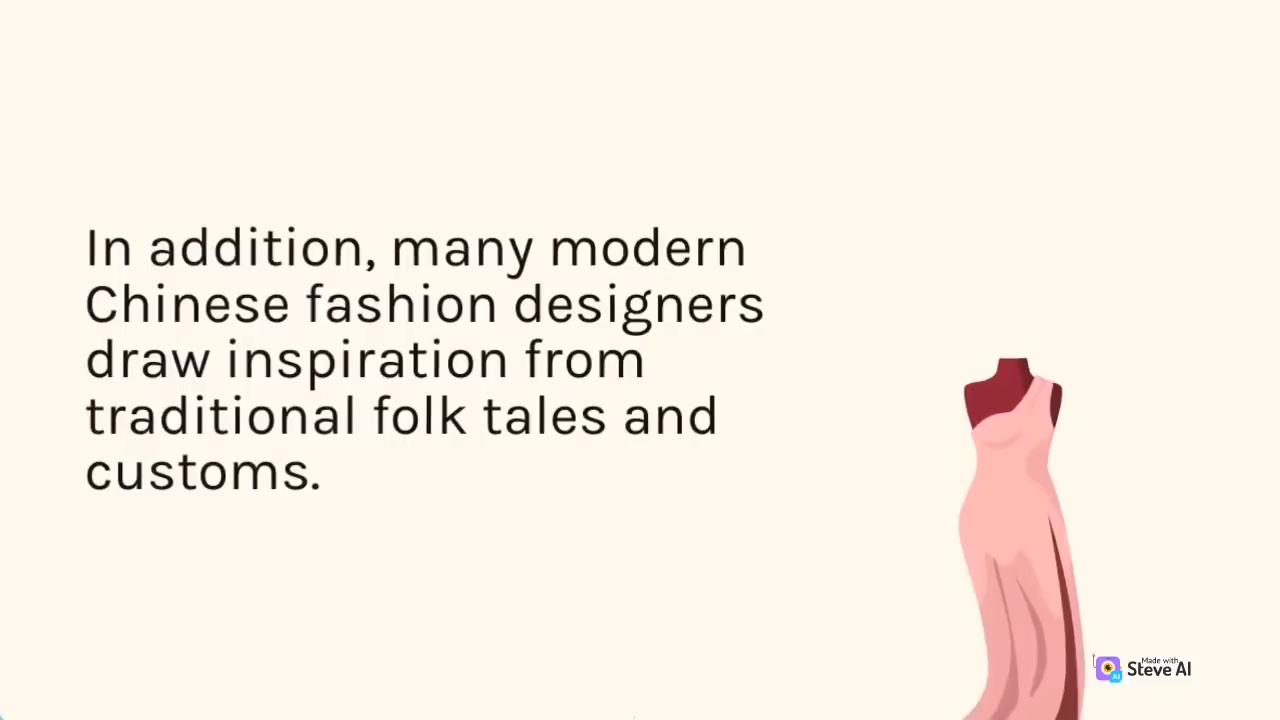 In addition, many modern
Chinese fashion designers
draw inspiration from
traditional folk tales and
customs.
Made with
Steve AI
AI